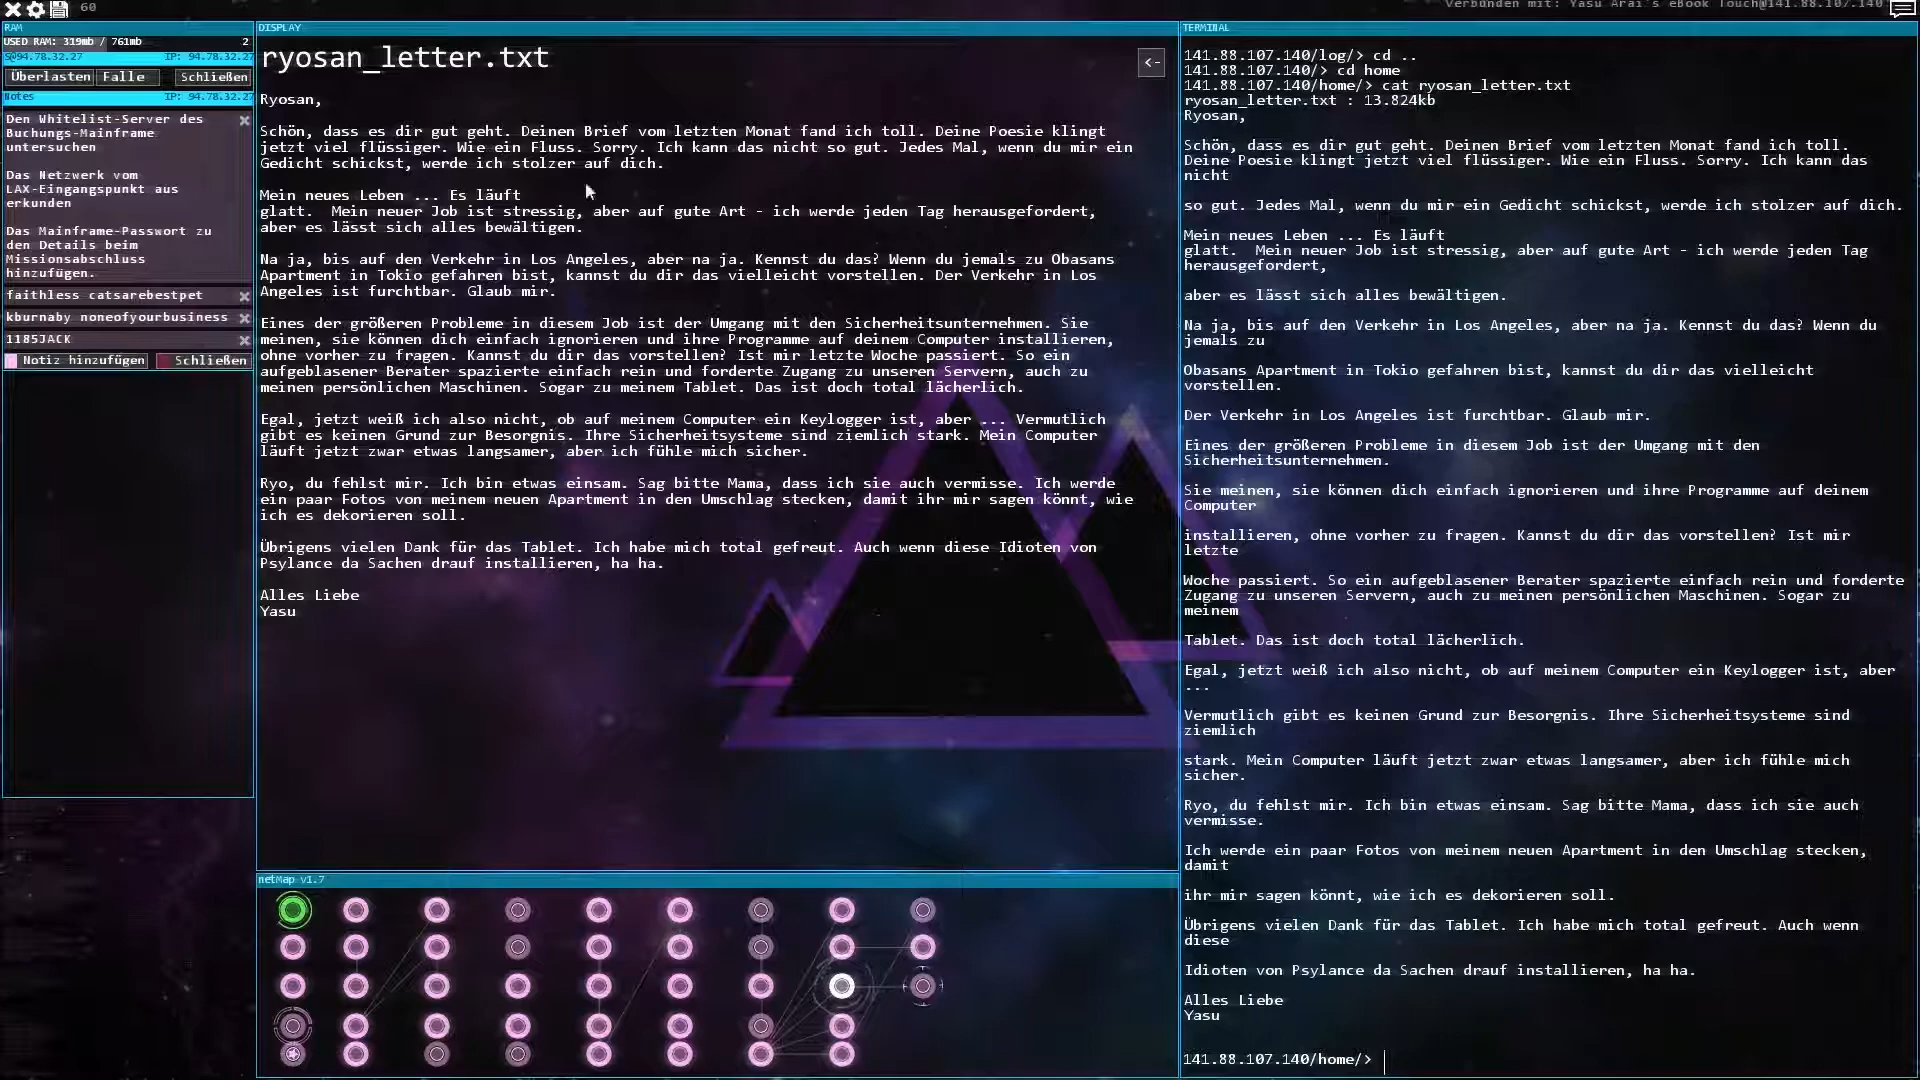 60
Verbunden mit: Yasu Arai's eBook Touch@141.88.107.140
RAM
USED RAM: 319mb / 761mb 2
S@94.78.32.27 IP: 94.78.32.27
Überlasten Falle Schließen
Notes IP: 94.78.32.27
Den Whitelist-Server des
Buchungs-Mainframe
untersuchen
Das Netzwerk vom
LAX-Eingangspunkt aus
erkunden
Das Mainframe-Passwort zu
den Details beim
Missionsabschluss
hinzufügen.
faithless catsarebestpet
kburnaby noneofyourbusiness
1185JACK
Notiz hinzufügen Schließen
DISPLAY
ryosan_letter.txt
<-
Ryosan,
Schön, dass es dir gut geht. Deinen Brief vom letzten Monat fand ich toll. Deine Poesie klingt
jetzt viel flüssiger. Wie ein Fluss. Sorry. Ich kann das nicht so gut. Jedes Mal, wenn du mir ein
Gedicht schickst, werde ich stolzer auf dich.
Mein neues Leben ... Es läuft
glatt.  Mein neuer Job ist stressig, aber auf gute Art - ich werde jeden Tag herausgefordert,
aber es lässt sich alles bewältigen.
Na ja, bis auf den Verkehr in Los Angeles, aber na ja. Kennst du das? Wenn du jemals zu Obasans
Apartment in Tokio gefahren bist, kannst du dir das vielleicht vorstellen. Der Verkehr in Los
Angeles ist furchtbar. Glaub mir.
Eines der größeren Probleme in diesem Job ist der Umgang mit den Sicherheitsunternehmen. Sie
meinen, sie können dich einfach ignorieren und ihre Programme auf deinem Computer installieren,
ohne vorher zu fragen. Kannst du dir das vorstellen? Ist mir letzte Woche passiert. So ein
aufgeblasener Berater spazierte einfach rein und forderte Zugang zu unseren Servern, auch zu
meinen persönlichen Maschinen. Sogar zu meinem Tablet. Das ist doch total lächerlich.
Egal, jetzt weiß ich also nicht, ob auf meinem Computer ein Keylogger ist, aber ... Vermutlich
gibt es keinen Grund zur Besorgnis. Ihre Sicherheitsysteme sind ziemlich stark. Mein Computer
läuft jetzt zwar etwas langsamer, aber ich fühle mich sicher.
Ryo, du fehlst mir. Ich bin etwas einsam. Sag bitte Mama, dass ich sie auch vermisse. Ich werde
ein paar Fotos von meinem neuen Apartment in den Umschlag stecken, damit ihr mir sagen könnt, wie
ich es dekorieren soll.
Übrigens vielen Dank für das Tablet. Ich habe mich total gefreut. Auch wenn diese Idioten von
Psylance da Sachen drauf installieren, ha ha.
Alles Liebe
Yasu
netMap v1.7
TERMINAL
141.88.107.140/log/> cd ..
141.88.107.140/> cd home
141.88.107.140/home/> cat ryosan_letter.txt
ryosan_letter.txt : 13.824kb
Ryosan,
Schön, dass es dir gut geht. Deinen Brief vom letzten Monat fand ich toll.
Deine Poesie klingt jetzt viel flüssiger. Wie ein Fluss. Sorry. Ich kann das
nicht
so gut. Jedes Mal, wenn du mir ein Gedicht schickst, werde ich stolzer auf dich.
Mein neues Leben ... Es läuft
glatt.  Mein neuer Job ist stressig, aber auf gute Art - ich werde jeden Tag
herausgefordert,
aber es lässt sich alles bewältigen.
Na ja, bis auf den Verkehr in Los Angeles, aber na ja. Kennst du das? Wenn du
jemals zu
Obasans Apartment in Tokio gefahren bist, kannst du dir das vielleicht
vorstellen.
Der Verkehr in Los Angeles ist furchtbar. Glaub mir.
Eines der größeren Probleme in diesem Job ist der Umgang mit den
Sicherheitsunternehmen.
Sie meinen, sie können dich einfach ignorieren und ihre Programme auf deinem
Computer
installieren, ohne vorher zu fragen. Kannst du dir das vorstellen? Ist mir
letzte
Woche passiert. So ein aufgeblasener Berater spazierte einfach rein und forderte
Zugang zu unseren Servern, auch zu meinen persönlichen Maschinen. Sogar zu
meinem
Tablet. Das ist doch total lächerlich.
Egal, jetzt weiß ich also nicht, ob auf meinem Computer ein Keylogger ist, aber
...
Vermutlich gibt es keinen Grund zur Besorgnis. Ihre Sicherheitsysteme sind
ziemlich
stark. Mein Computer läuft jetzt zwar etwas langsamer, aber ich fühle mich
sicher.
Ryo, du fehlst mir. Ich bin etwas einsam. Sag bitte Mama, dass ich sie auch
vermisse.
Ich werde ein paar Fotos von meinem neuen Apartment in den Umschlag stecken,
damit
ihr mir sagen könnt, wie ich es dekorieren soll.
Übrigens vielen Dank für das Tablet. Ich habe mich total gefreut. Auch wenn
diese
Idioten von Psylance da Sachen drauf installieren, ha ha.
Alles Liebe
Yasu
141.88.107.140/home/>